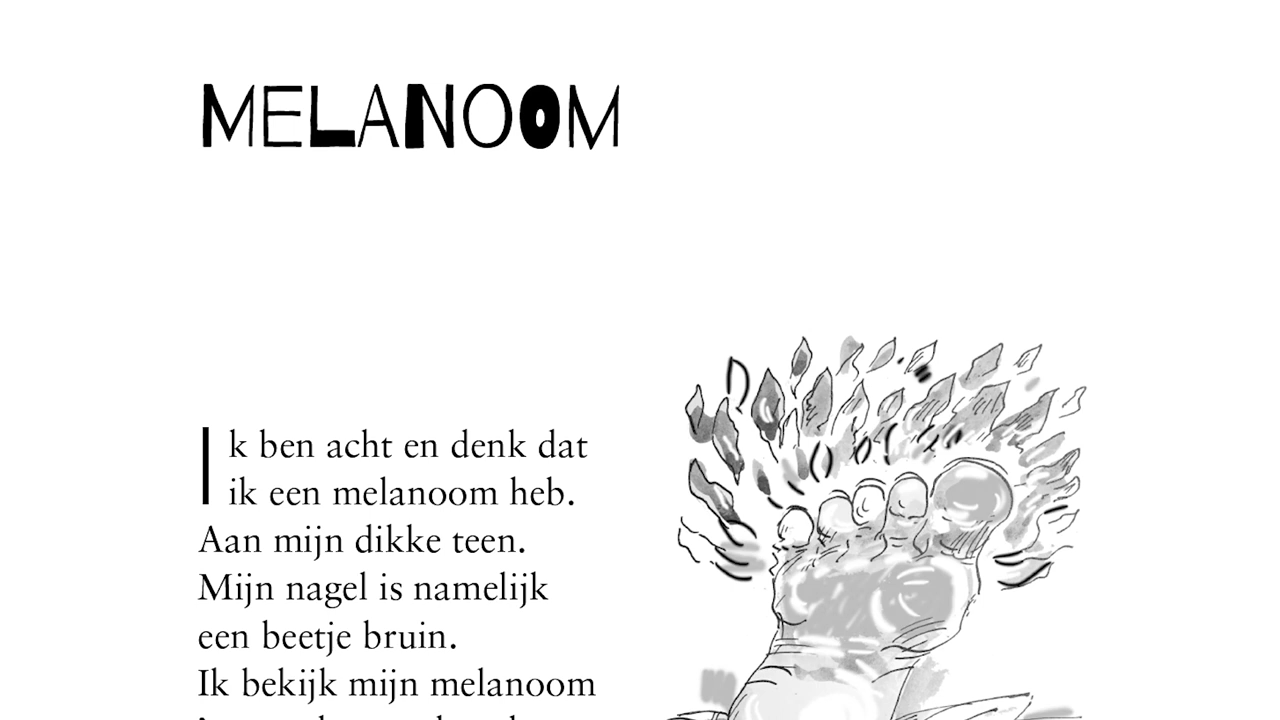 MELANOOM
Ik ben acht en denk dat
ik een melanoom heb.
Aan mijn dikke teen.
Mijn nagel is namelijk
een beetje bruin.
Ik bekijk mijn melanoom